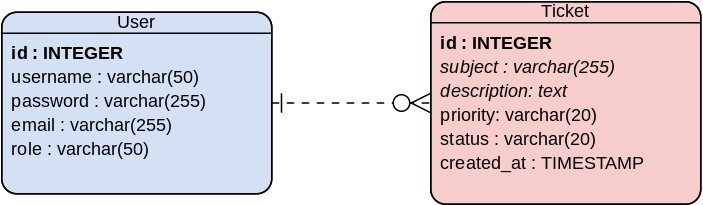 User
id : INTEGER
username : varchar(50)
password : varchar(255)
email : varchar(255)
role : varchar(50)
Ticket
id : INTEGER
subject : varchar(255)
description: text
priority: varchar(20)
status : varchar(20)
created_at : TIMESTAMP